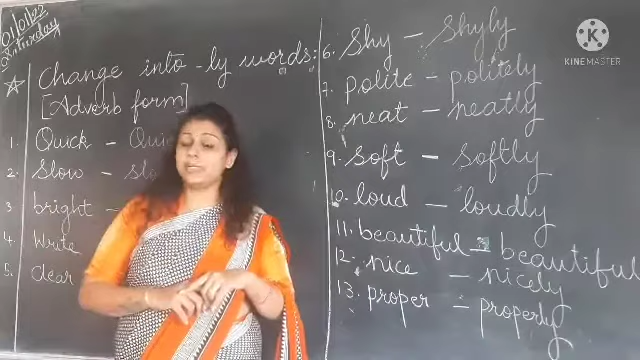 01/01/22
Saturday
Change into -ly words:
[Adverb form]
1. Quick - Qui
2. Slow - slo
3. bright -
4. Write
5. clear
6. Shy - Shyly
7. polite - politely
8. neat - neatly
9. Soft - Softly
10. loud - loudly
11. beautiful - beautiful
12. nice - nicely
13. proper - properly
KINEMASTER